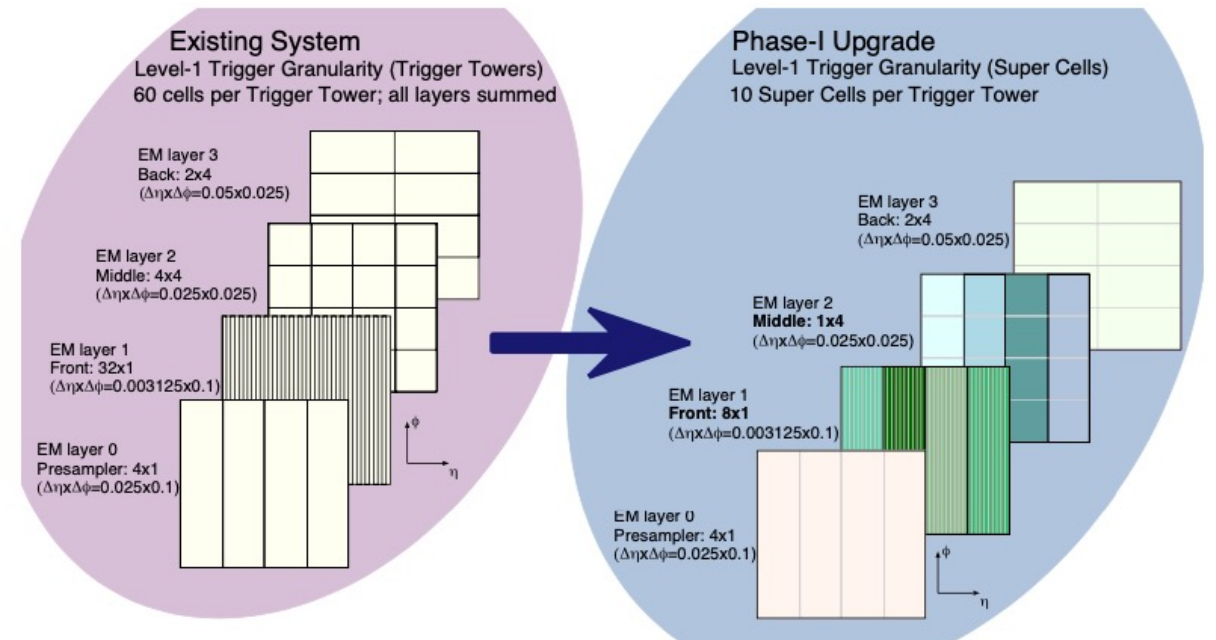 Existing System
Level-1 Trigger Granularity (Trigger Towers)
60 cells per Trigger Tower; all layers summed
EM layer 3
Back: 2x4
(ΔηxΔϕ=0.05x0.025)
EM layer 2
Middle: 4x4
(ΔηxΔϕ=0.025x0.025)
EM layer 1
Front: 32x1
(ΔηxΔϕ=0.003125x0.1)
EM layer 0
Presampler: 4x1
(ΔηxΔϕ=0.025x0.1)
ϕ
η
Phase-I Upgrade
Level-1 Trigger Granularity (Super Cells)
10 Super Cells per Trigger Tower
EM layer 3
Back: 2x4
(ΔηxΔϕ=0.05x0.025)
EM layer 2
Middle: 1x4
(ΔηxΔϕ=0.025x0.025)
EM layer 1
Front: 8x1
(ΔηxΔϕ=0.003125x0.1)
EM layer 0
Presampler: 4x1
(ΔηxΔϕ=0.025x0.1)
ϕ
η